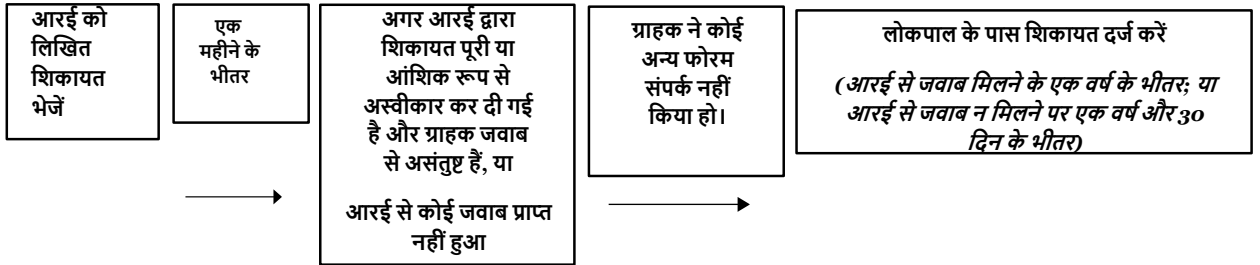 आरई को
लिखित
शिकायत
भेजें
एक
महीने के
भीतर
अगर आरई द्वारा
शिकायत पूरी या
आंशिक रूप से
अस्वीकार कर दी गई
है और ग्राहक जवाब
से असंतुष्ट हैं, या
आरई से कोई जवाब प्राप्त
नहीं हुआ
ग्राहक ने कोई
अन्य फोरम
संपर्क नहीं
किया हो।
लोकपाल के पास शिकायत दर्ज करें
(आरई से जवाब मिलने के एक वर्ष के भीतर; या
आरई से जवाब न मिलने पर एक वर्ष और 30
दिन के भीतर)